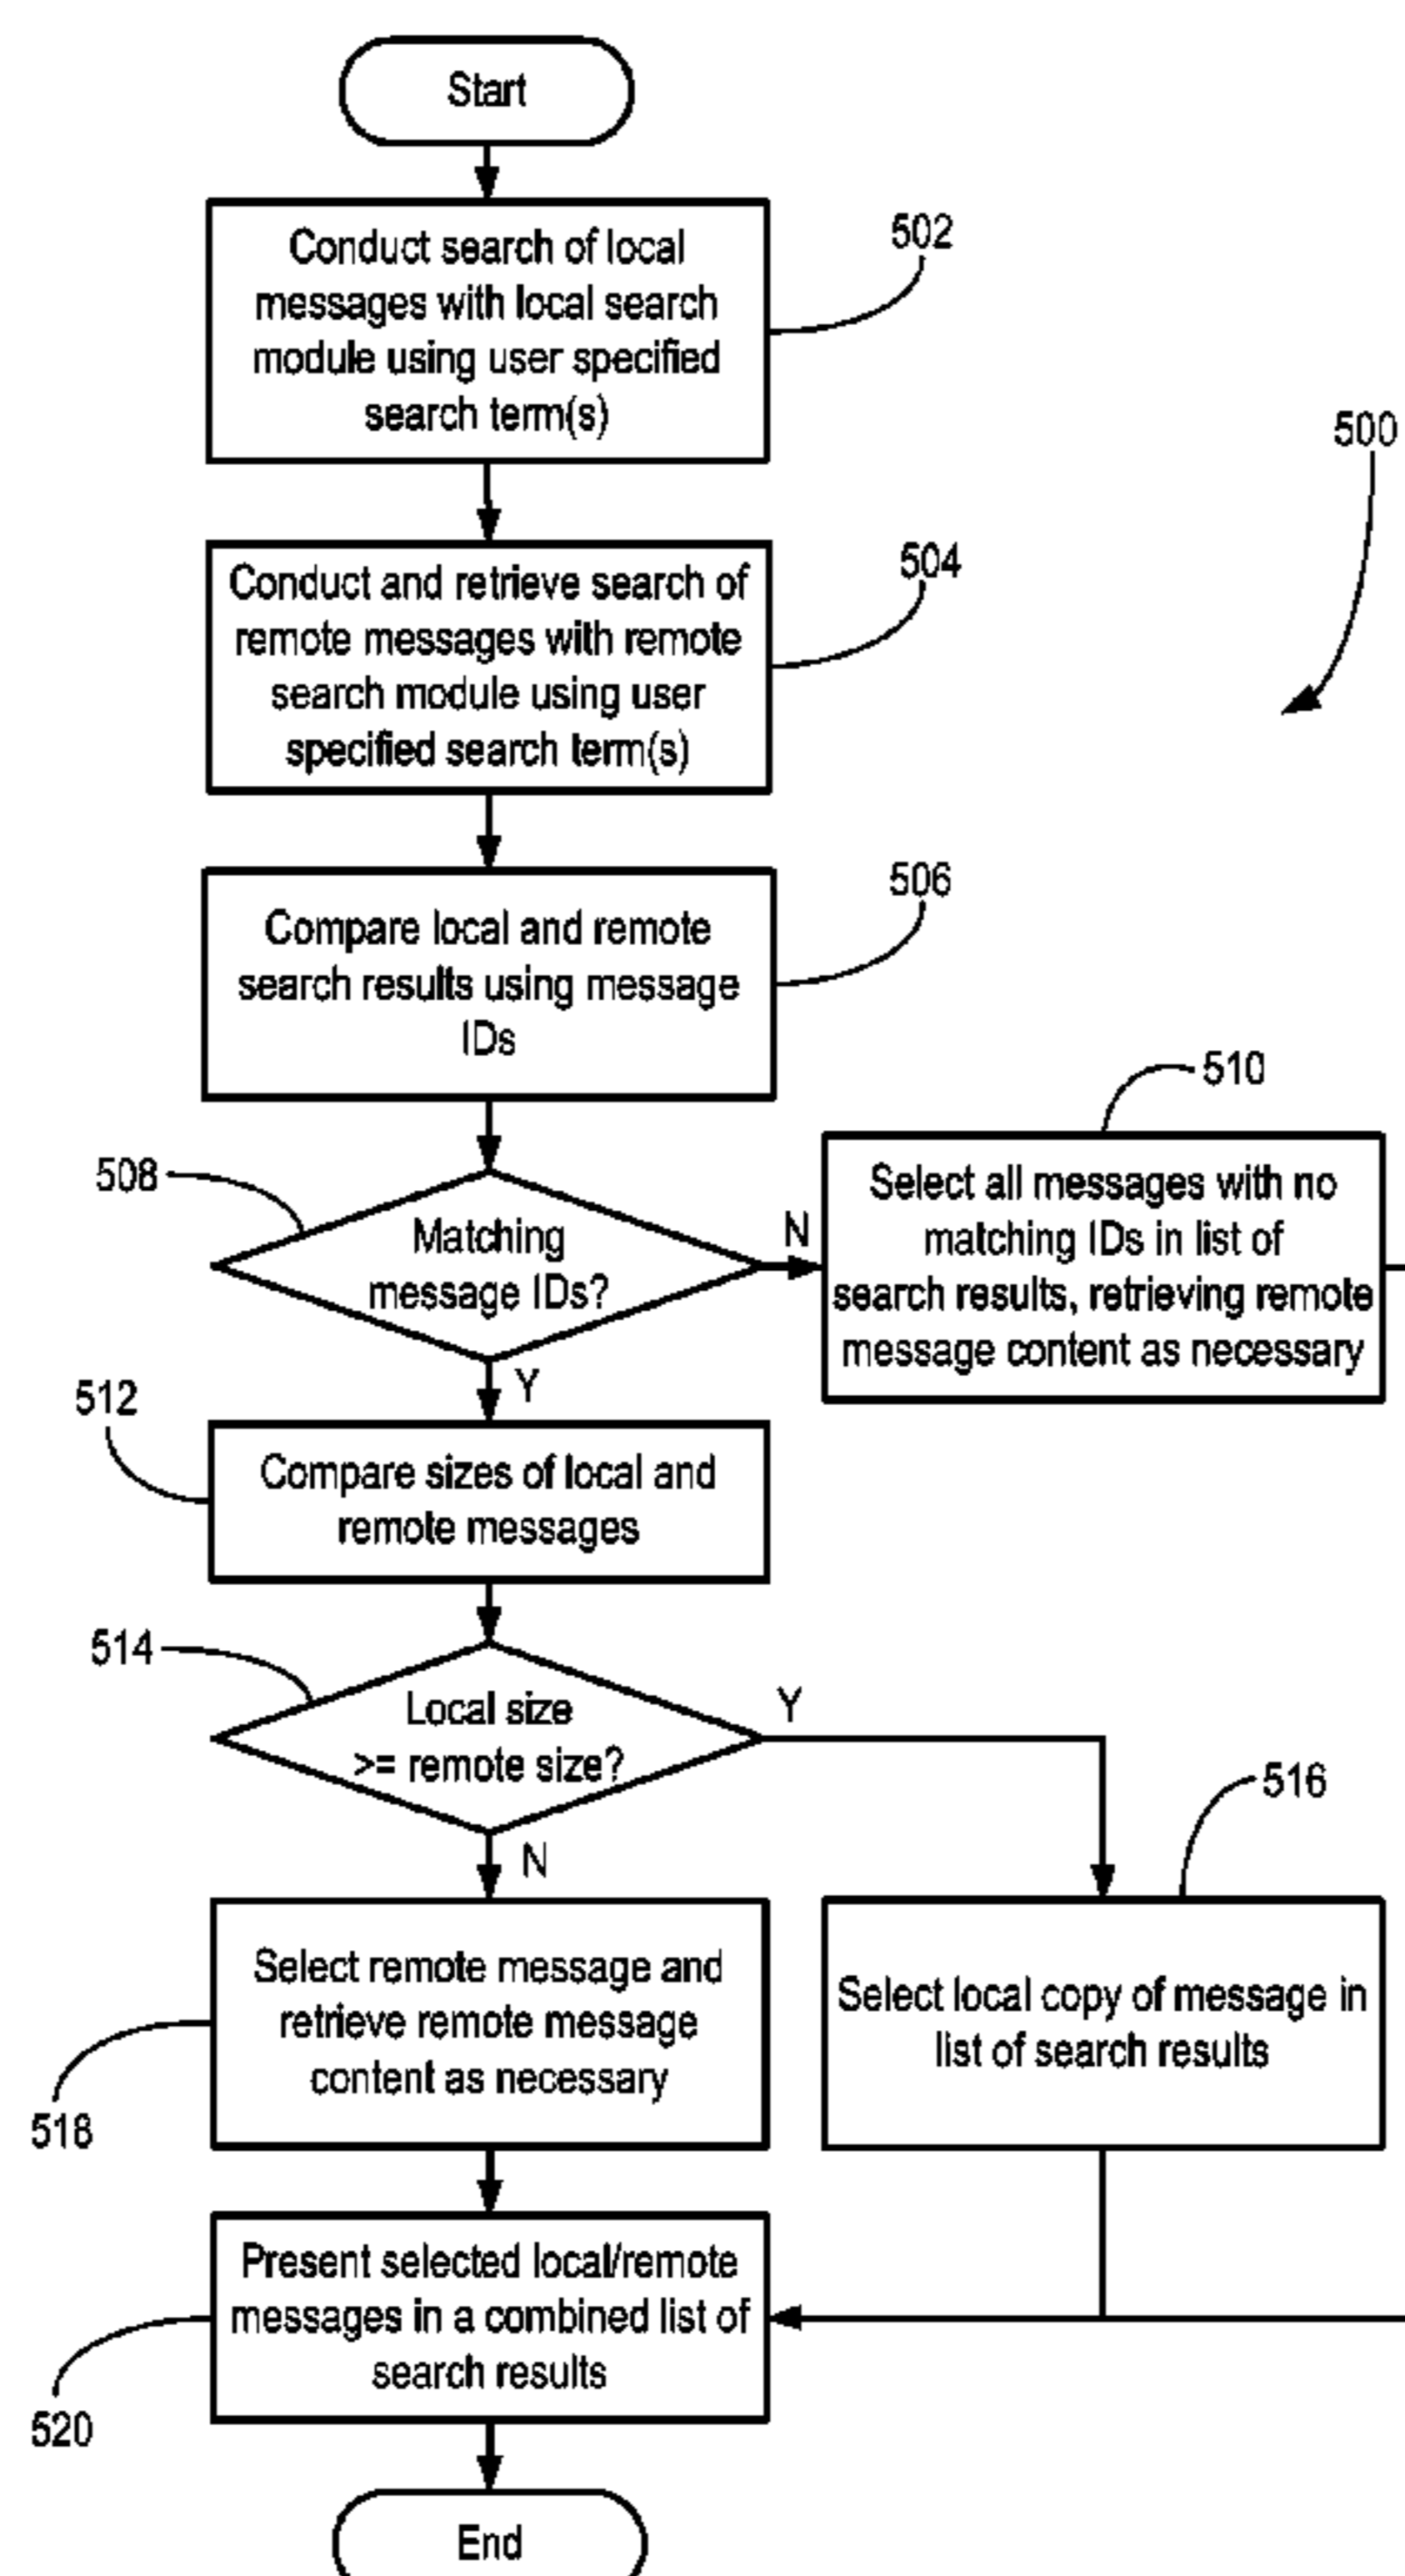 Start
Conduct search of local
messages with local search
module using user specified
search term(s)
502
500
Conduct and retrieve search of
remote messages with remote
search module using user
specified search term(s)
504
Compare local and remote
search results using message
IDs
506
508
Matching
message IDs?
N
510
Select all messages with no
matching IDs in list of
search results, retrieving remote
message content as necessary
Y
512
Compare sizes of local and
remote messages
514
Local size
>= remote size?
Y
N
516
Select local copy of message in
list of search results
Select remote message and
retrieve remote message
content as necessary
518
Present selected local/remote
messages in a combined list of
search results
520
End